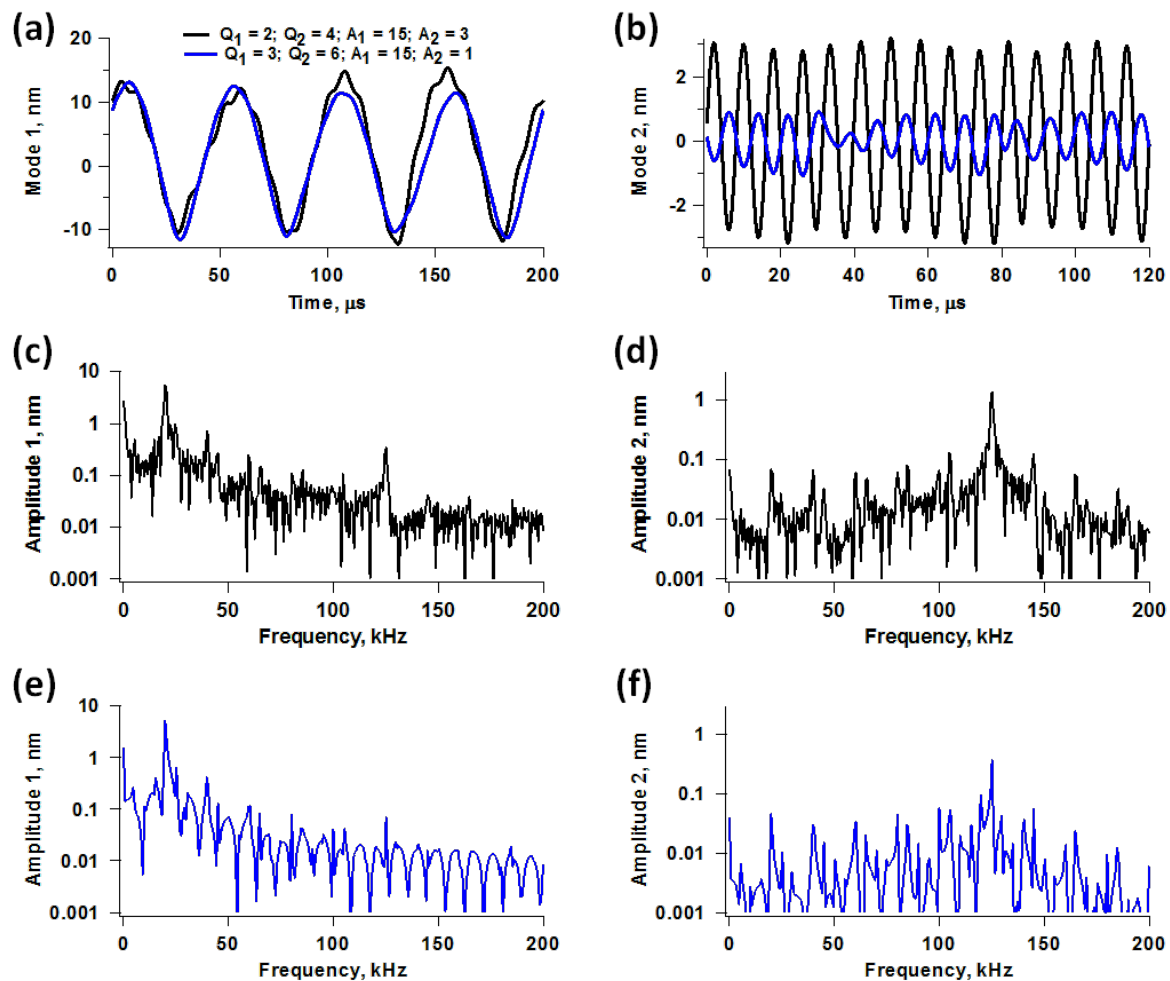 (a)
Q1 = 2; Q2 = 4; A1 = 15; A2 = 3
Q1 = 3; Q2 = 6; A1 = 15; A2 = 1
Mode 1, nm
20
10
0
-10
0 50 100 150 200
Time, μs
(b)
Mode 2, nm
2
0
-2
0 20 40 60 80 100 120
Time, μs
(c)
Amplitude 1, nm
10
1
0.1
0.01
0.001
0 50 100 150 200
Frequency, kHz
(d)
Amplitude 2, nm
1
0.1
0.01
0.001
0 50 100 150 200
Frequency, kHz
(e)
Amplitude 1, nm
10
1
0.1
0.01
0.001
0 50 100 150 200
Frequency, kHz
(f)
Amplitude 2, nm
1
0.1
0.01
0.001
0 50 100 150 200
Frequency, kHz